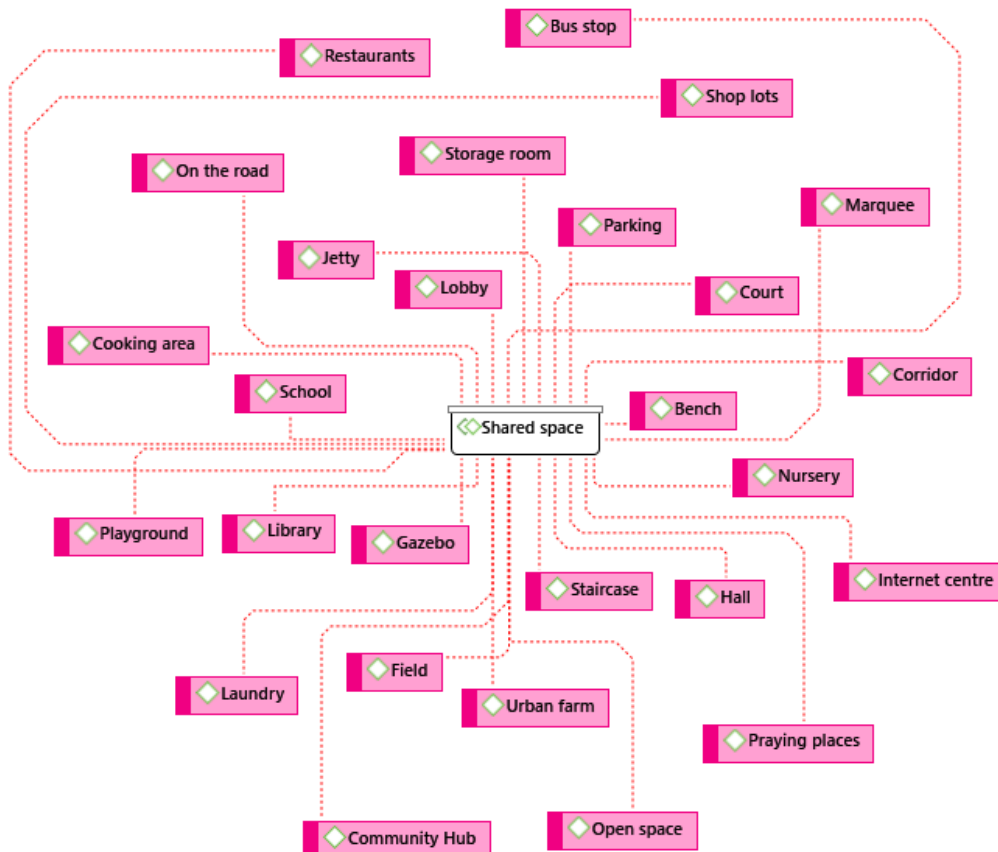 Bus stop
Restaurants
Shop lots
Storage room
On the road
Marquee
Parking
Jetty
Lobby
Court
Cooking area
Corridor
School
Bench
Shared space
Nursery
Playground
Library
Gazebo
Internet centre
Staircase
Hall
Field
Laundry
Urban farm
Praying places
Open space
Community Hub